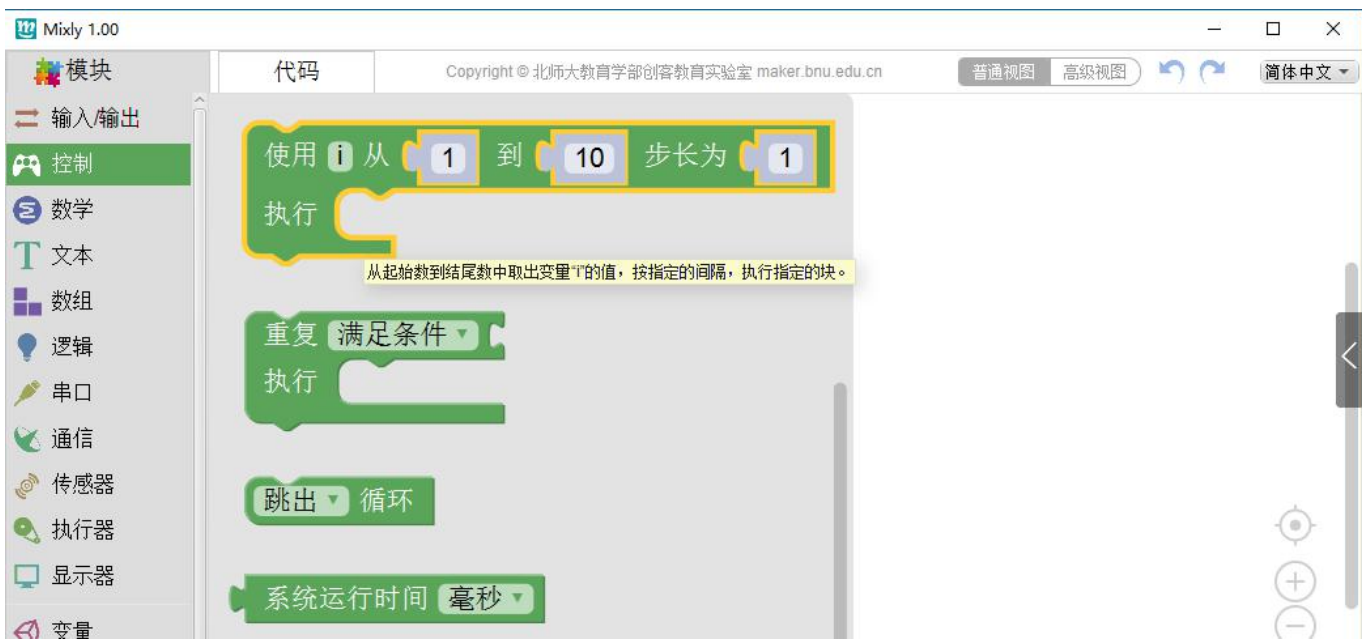 Mixly 1.00
模块
代码
Copyright © 北师大教育学部创客教育实验室 maker.bnu.edu.cn
普通视图 高级视图
简体中文
输入/输出
控制
数学
文本
数组
逻辑
串口
通信
传感器
执行器
显示器
变量
使用 i 从 1 到 10 步长为 1
执行
从起始数到结尾数中取出变量"i"的值，按指定的间隔，执行指定的块。
重复 满足条件
执行
跳出 循环
系统运行时间 毫秒